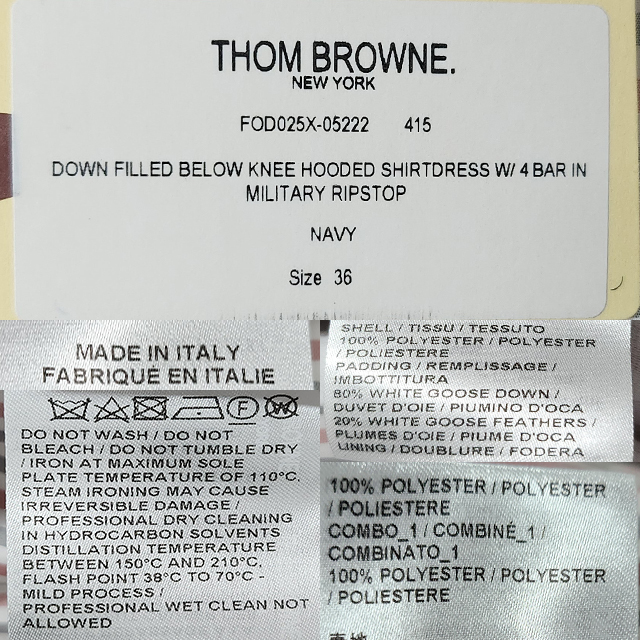 THOM BROWNE.
NEW YORK
FOD025X-05222 415
DOWN FILLED BELOW KNEE HOODED SHIRTDRESS W/ 4 BAR IN
MILITARY RIPSTOP
NAVY
Size 36
MADE IN ITALY
FABRIQUÉ EN ITALIE
F
W
DO NOT WASH / DO NOT
BLEACH / DO NOT TUMBLE DRY
/ IRON AT MAXIMUM SOLE
PLATE TEMPERATURE OF 110°C.
STEAM IRONING MAY CAUSE
IRREVERSIBLE DAMAGE /
PROFESSIONAL DRY CLEANING
IN HYDROCARBON SOLVENTS
DISTILLATION TEMPERATURE
BETWEEN 150°C AND 210°C,
FLASH POINT 38°C TO 70°C -
MILD PROCESS /
PROFESSIONAL WET CLEAN NOT
ALLOWED
SHELL / TISSU / TESSUTO
100% POLYESTER / POLYESTER
/ POLIESTERE
PADDING / REMPLISSAGE /
IMBOTTITURA
80% WHITE GOOSE DOWN /
DUVET D'OIE / PIUMINO D'OCA
20% WHITE GOOSE FEATHERS /
PLUMES D'OIE / PIUME D'OCA
LINING / DOUBLURE / FODERA
100% POLYESTER / POLYESTER
/ POLIESTERE
COMBO_1 / COMBINÉ_1 /
COMBINATO_1
100% POLYESTER / POLYESTER
/ POLIESTERE
表地